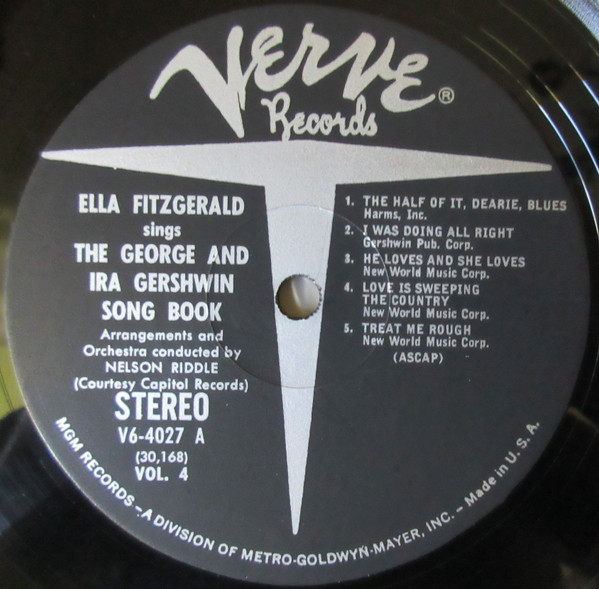 VERVE ®
Records
ELLA FITZGERALD
sings
THE GEORGE AND
IRA GERSHWIN
SONG BOOK
Arrangements and
Orchestra conducted by
NELSON RIDDLE
(Courtesy Capitol Records)
STEREO
V6-4027 A
(30,168)
VOL. 4
1. THE HALF OF IT, DEARIE, BLUES
Harms, Inc.
2. I WAS DOING ALL RIGHT
Gershwin Pub. Corp.
3. HE LOVES AND SHE LOVES
New World Music Corp.
4. LOVE IS SWEEPING
THE COUNTRY
New World Music Corp.
5. TREAT ME ROUGH
New World Music Corp.
(ASCAP)
MGM RECORDS – A DIVISION OF METRO-GOLDWYN-MAYER, INC. – Made in U. S. A.